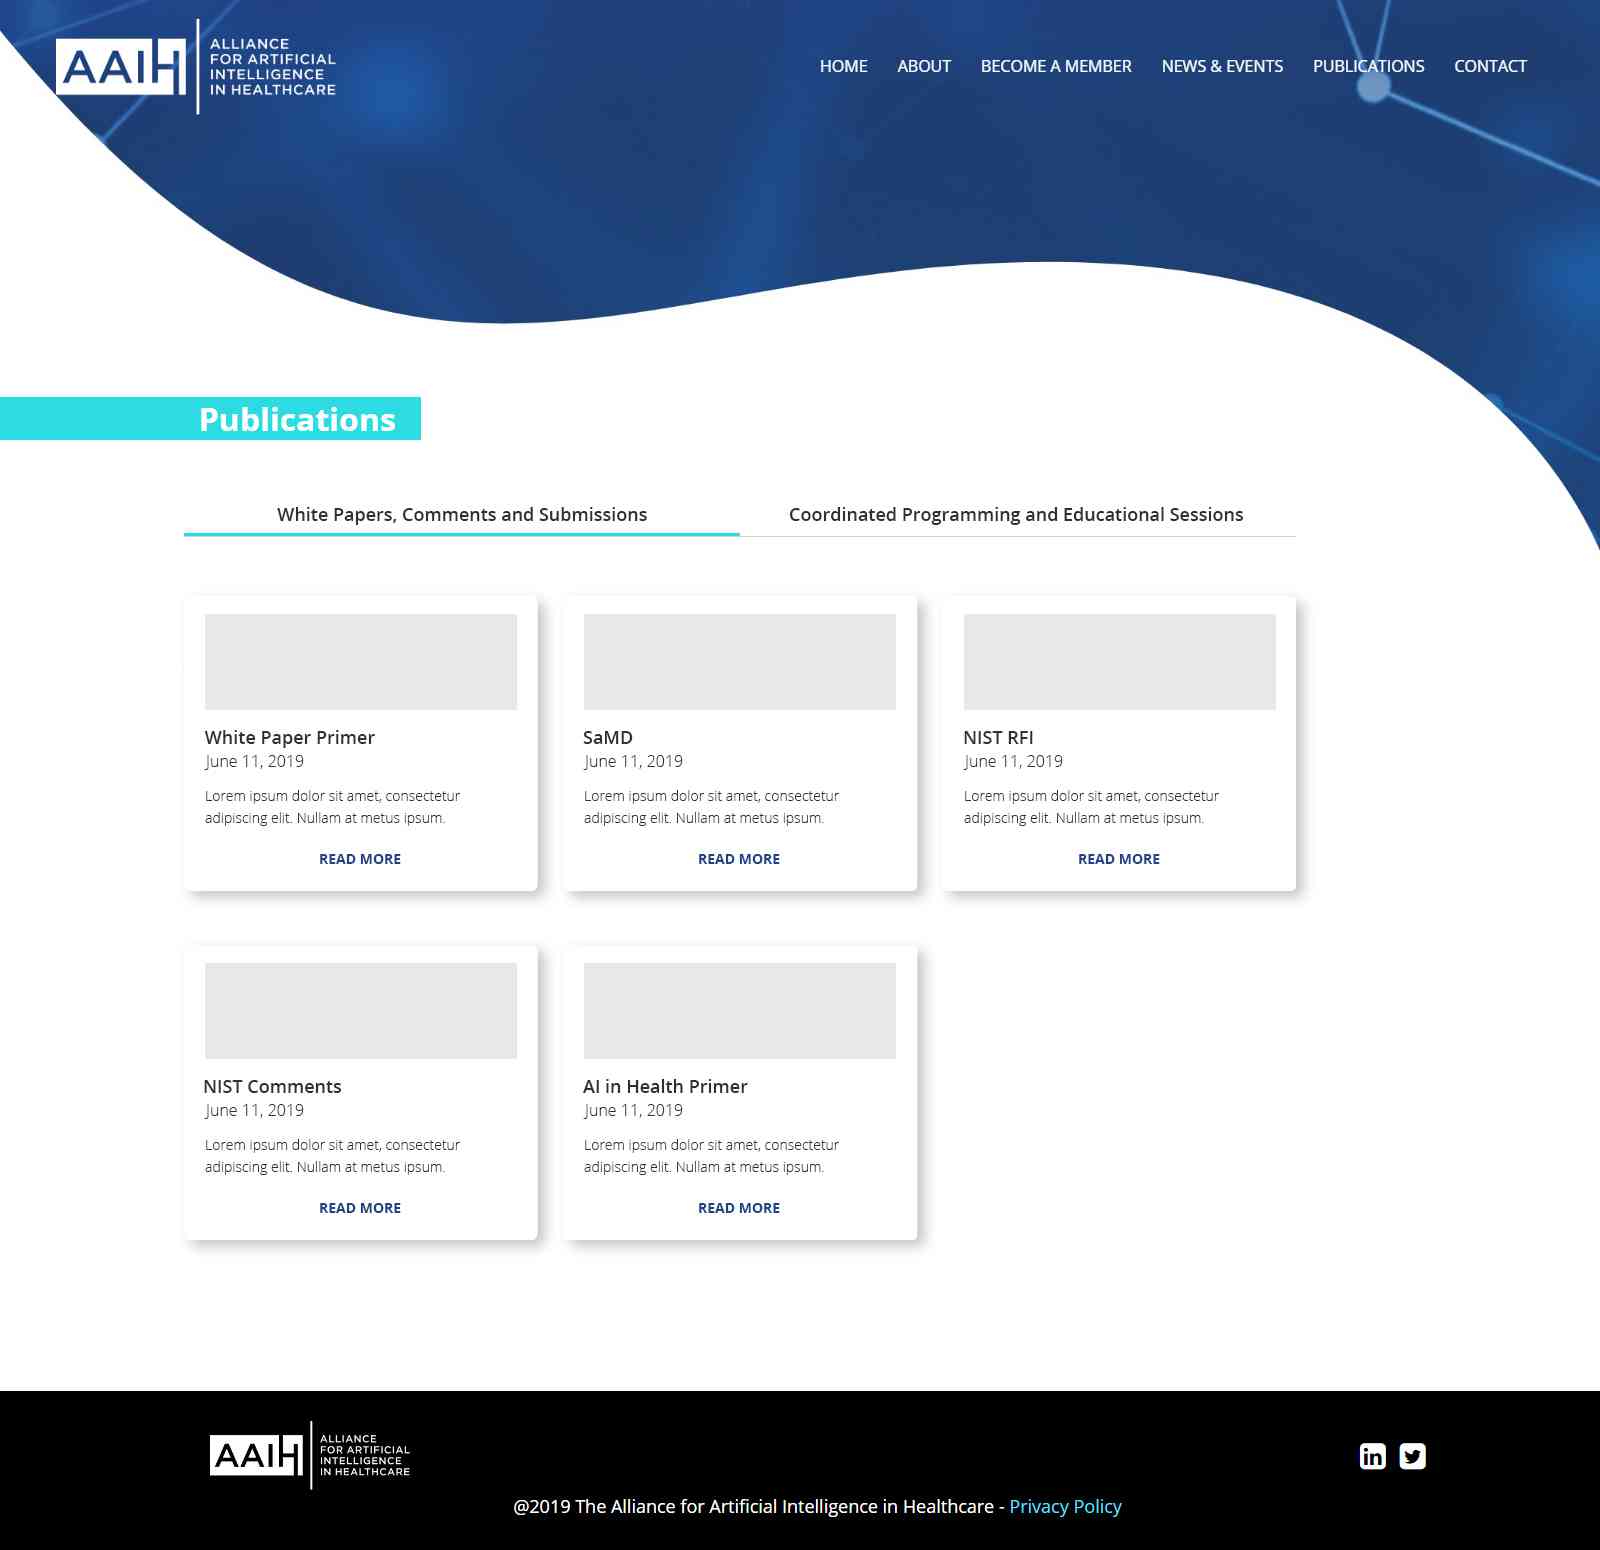 AAIH
ALLIANCE
FOR ARTIFICIAL
INTELLIGENCE
IN HEALTHCARE
HOME ABOUT BECOME A MEMBER NEWS & EVENTS PUBLICATIONS CONTACT
Publications
White Papers, Comments and Submissions
Coordinated Programming and Educational Sessions
White Paper Primer
June 11, 2019
Lorem ipsum dolor sit amet, consectetur
adipiscing elit. Nullam at metus ipsum.
READ MORE
SaMD
June 11, 2019
Lorem ipsum dolor sit amet, consectetur
adipiscing elit. Nullam at metus ipsum.
READ MORE
NIST RFI
June 11, 2019
Lorem ipsum dolor sit amet, consectetur
adipiscing elit. Nullam at metus ipsum.
READ MORE
NIST Comments
June 11, 2019
Lorem ipsum dolor sit amet, consectetur
adipiscing elit. Nullam at metus ipsum.
READ MORE
AI in Health Primer
June 11, 2019
Lorem ipsum dolor sit amet, consectetur
adipiscing elit. Nullam at metus ipsum.
READ MORE
AAIH
ALLIANCE
FOR ARTIFICIAL
INTELLIGENCE
IN HEALTHCARE
in
@2019 The Alliance for Artificial Intelligence in Healthcare - Privacy Policy